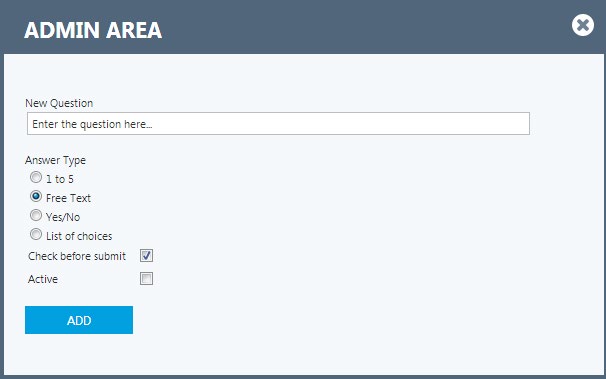 ADMIN AREA
New Question
Enter the question here...
Answer Type
1 to 5
Free Text
Yes/No
List of choices
Check before submit
Active
ADD